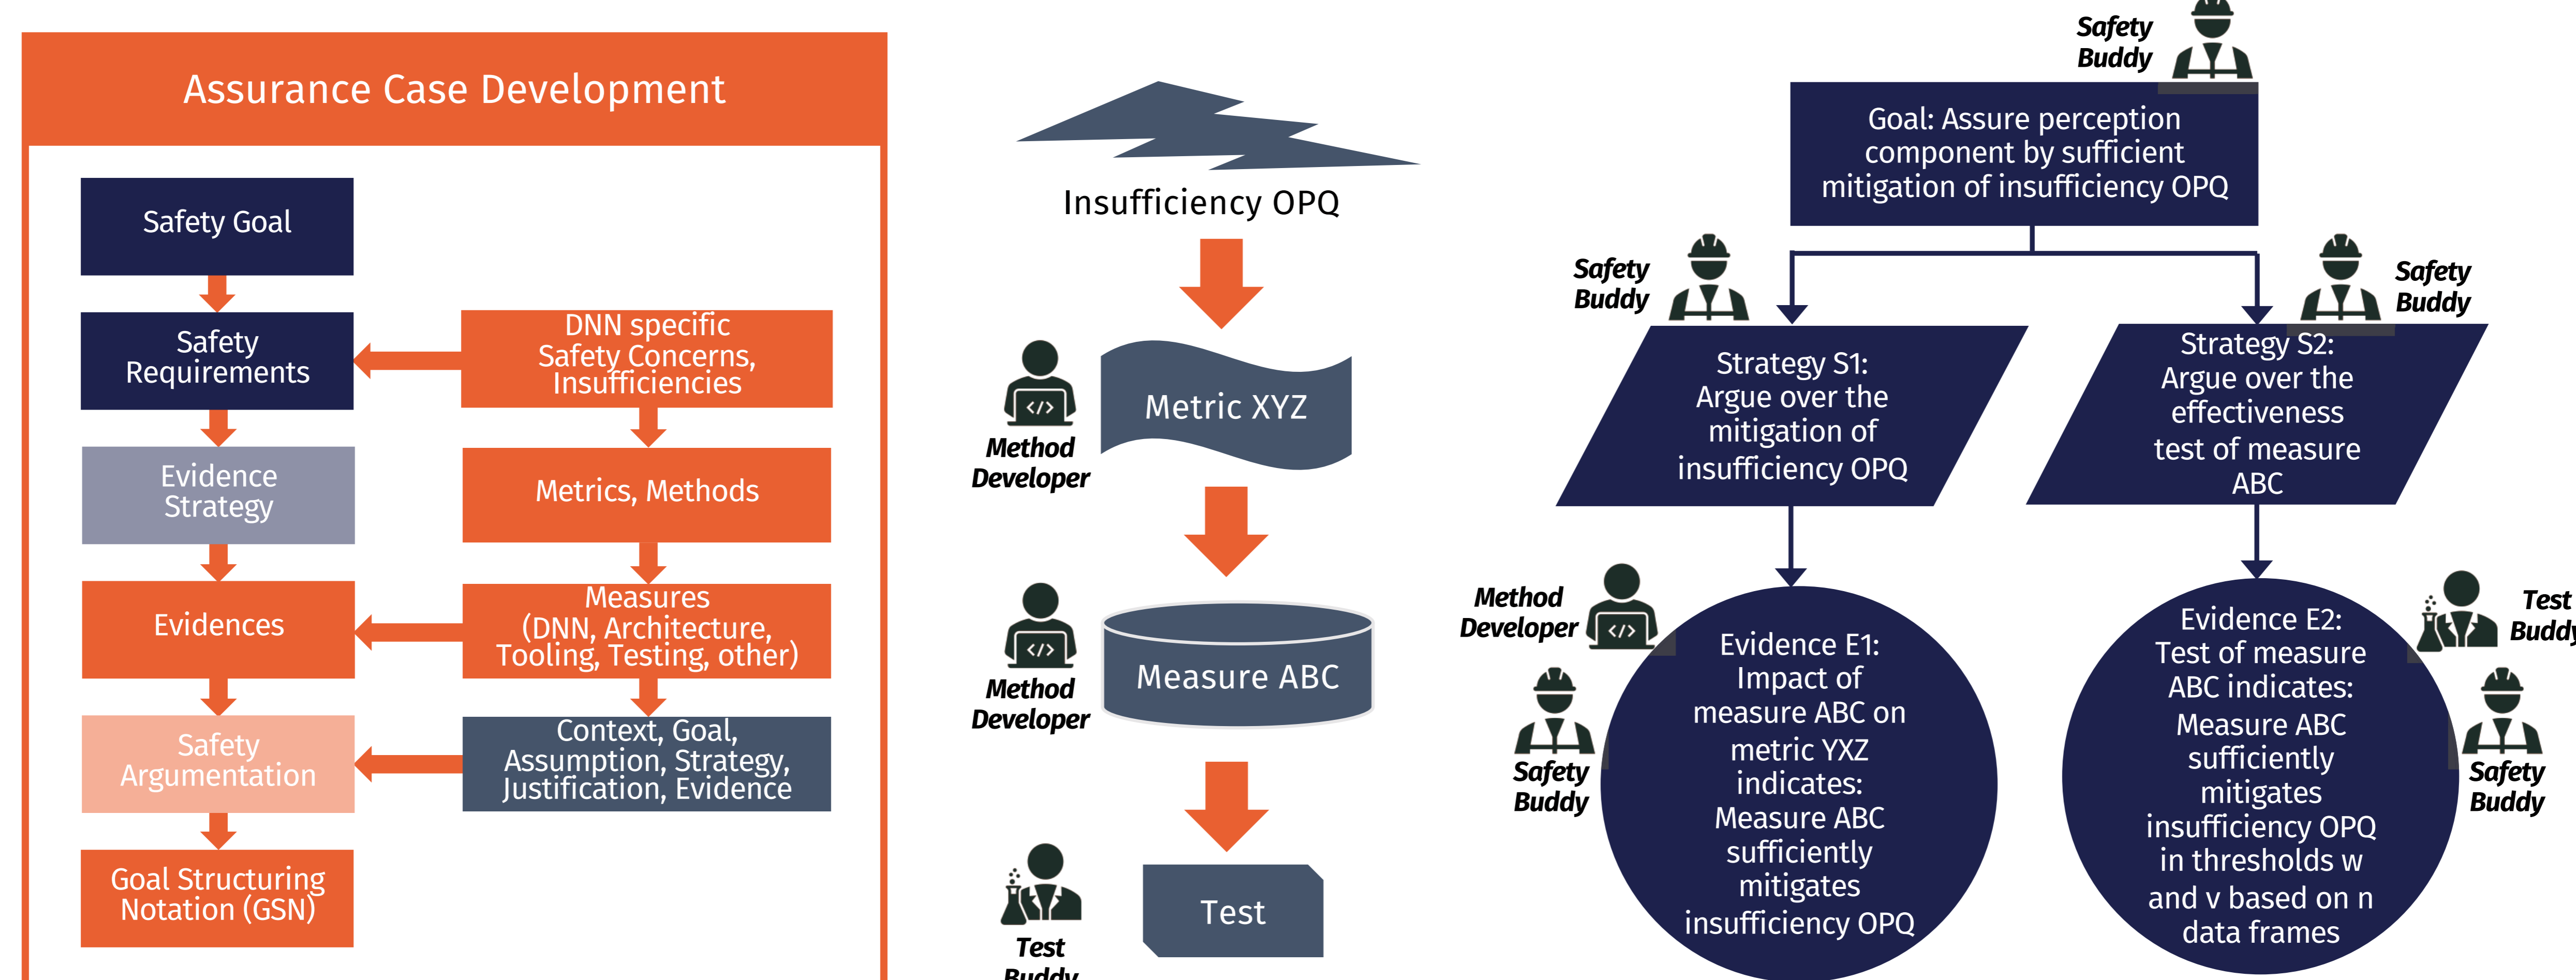 Assurance Case Development
Safety Goal
Safety
Requirements
Evidence
Strategy
Evidences
Safety
Argumentation
Goal Structuring
Notation (GSN)
DNN specific
Safety Concerns,
Insufficiencies
Metrics, Methods
Measures
(DNN, Architecture,
Tooling, Testing, other)
Context, Goal,
Assumption, Strategy,
Justification, Evidence
Insufficiency OPQ
Method
Developer
Metric XYZ
Method
Developer
Measure ABC
Test
Buddy
Test
Safety
Buddy
Goal: Assure perception
component by sufficient
mitigation of insufficiency OPQ
Safety
Buddy
Safety
Buddy
Strategy S1:
Argue over the
mitigation of
insufficiency OPQ
Strategy S2:
Argue over the
effectiveness
test of measure
ABC
Method
Developer
Safety
Buddy
Evidence E1:
Impact of
measure ABC on
metric YXZ
indicates:
Measure ABC
sufficiently
mitigates
insufficiency OPQ
Evidence E2:
Test of measure
ABC indicates:
Measure ABC
sufficiently
mitigates
insufficiency OPQ
in thresholds w
and v based on n
data frames
Test
Buddy
Safety
Buddy